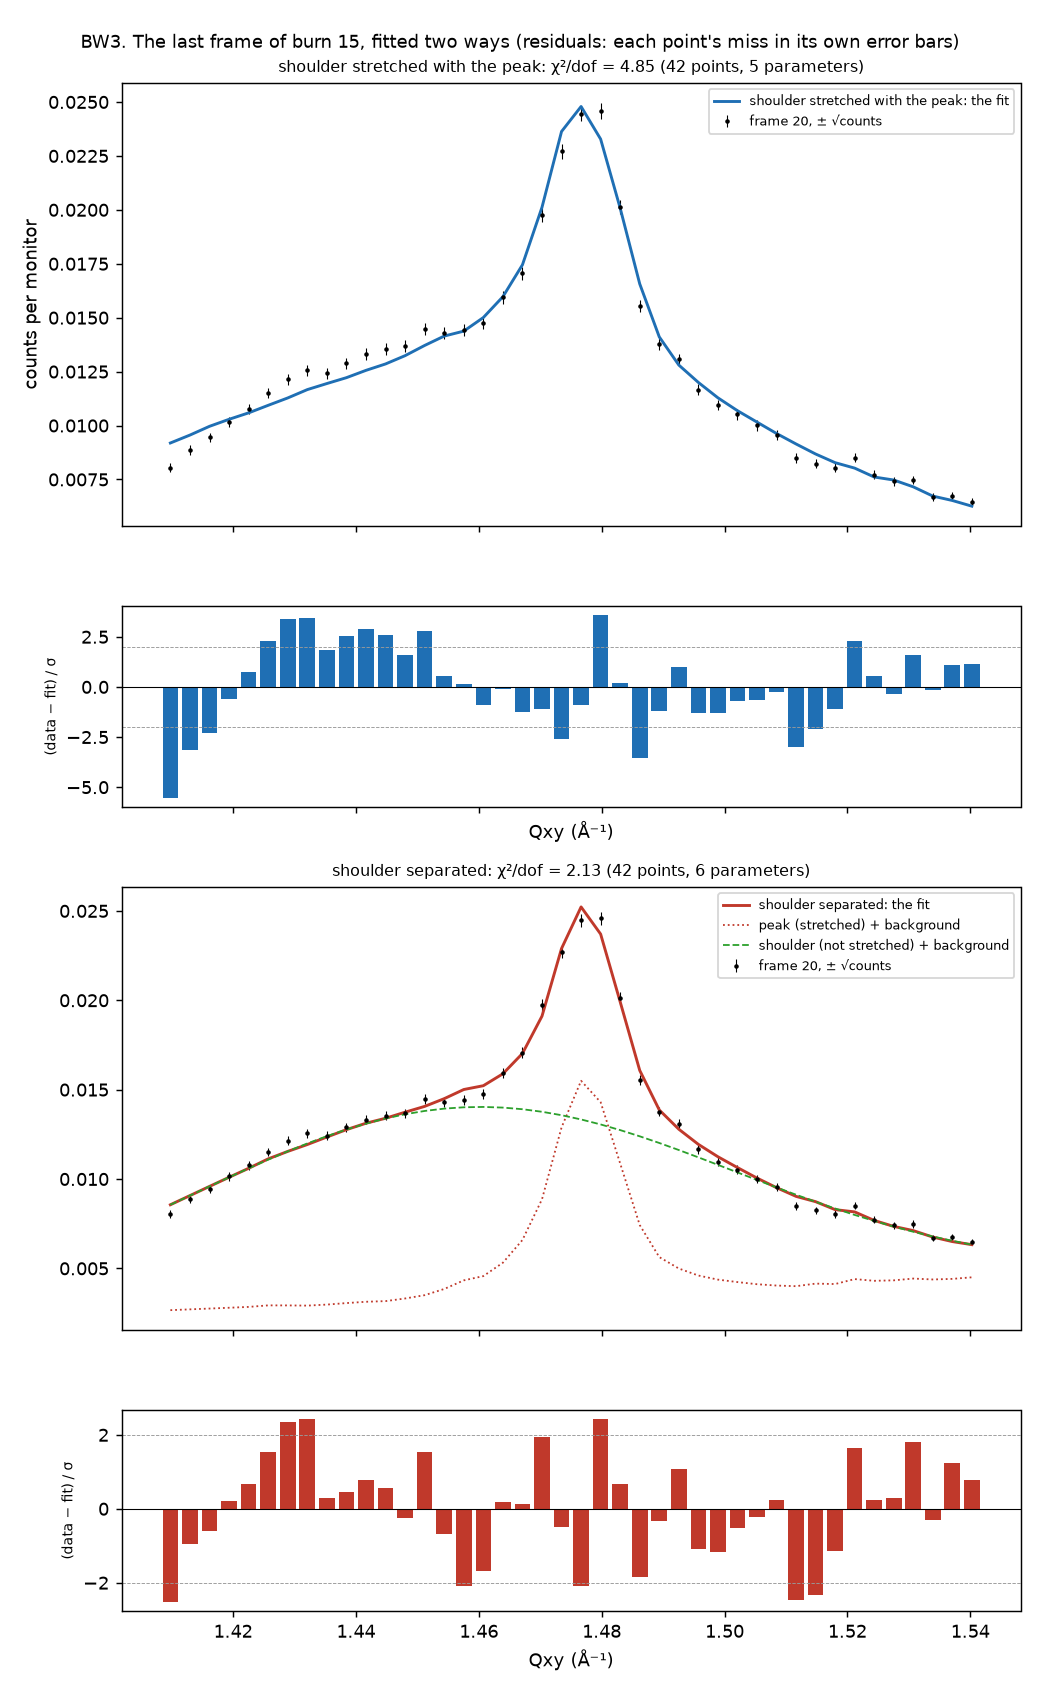 BW3. The last frame of burn 15, fitted two ways (residuals: each point's miss in its own error bars)
shoulder stretched with the peak: χ²/dof = 4.85 (42 points, 5 parameters)
shoulder stretched with the peak: the fit
frame 20, ± √counts
counts per monitor
0.0250
0.0225
0.0200
0.0175
0.0150
0.0125
0.0100
0.0075
(data − fit) / σ
2.5
0.0
−2.5
−5.0
Qxy (Å⁻¹)
shoulder separated: χ²/dof = 2.13 (42 points, 6 parameters)
shoulder separated: the fit
peak (stretched) + background
shoulder (not stretched) + background
frame 20, ± √counts
0.025
0.020
0.015
0.010
0.005
(data − fit) / σ
2
0
−2
1.42 1.44 1.46 1.48 1.50 1.52 1.54
Qxy (Å⁻¹)